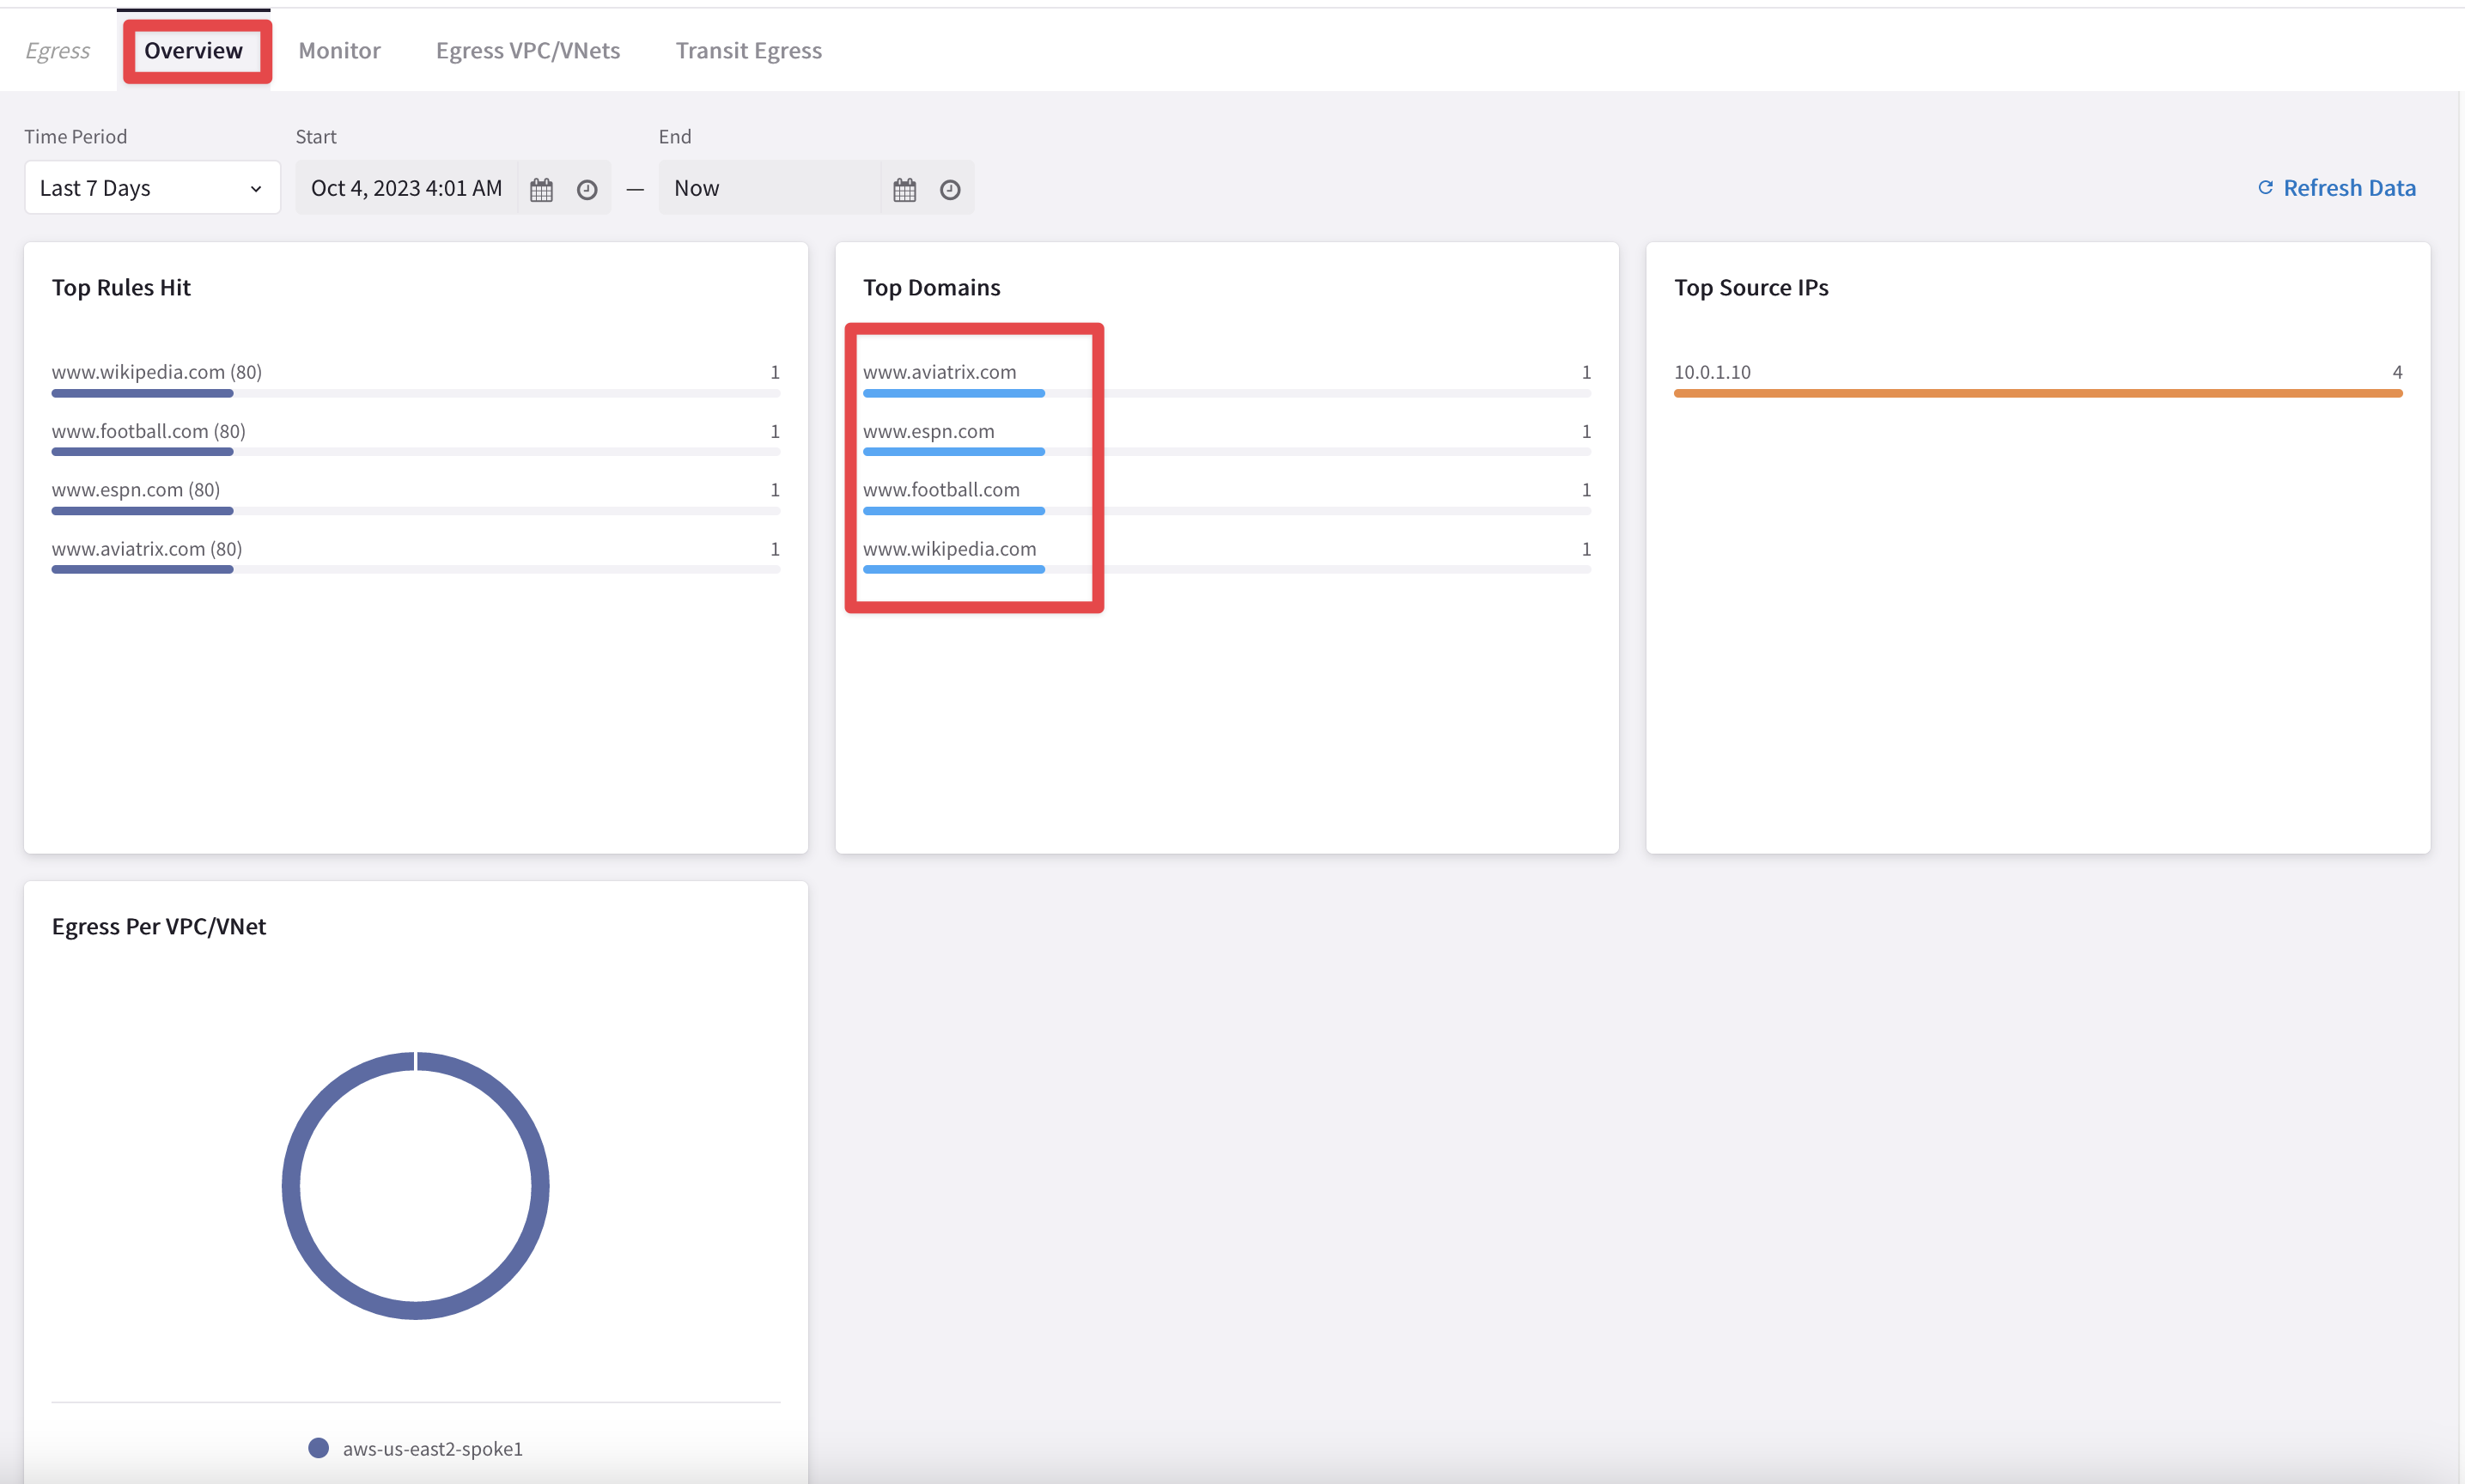 Egress Overview Monitor Egress VPC/VNets Transit Egress
Time Period Start End
Last 7 Days Oct 4, 2023 4:01 AM — Now Refresh Data
Top Rules Hit
www.wikipedia.com (80) 1
www.football.com (80) 1
www.espn.com (80) 1
www.aviatrix.com (80) 1
Top Domains
www.aviatrix.com 1
www.espn.com 1
www.football.com 1
www.wikipedia.com 1
Top Source IPs
10.0.1.10 4
Egress Per VPC/VNet
aws-us-east2-spoke1